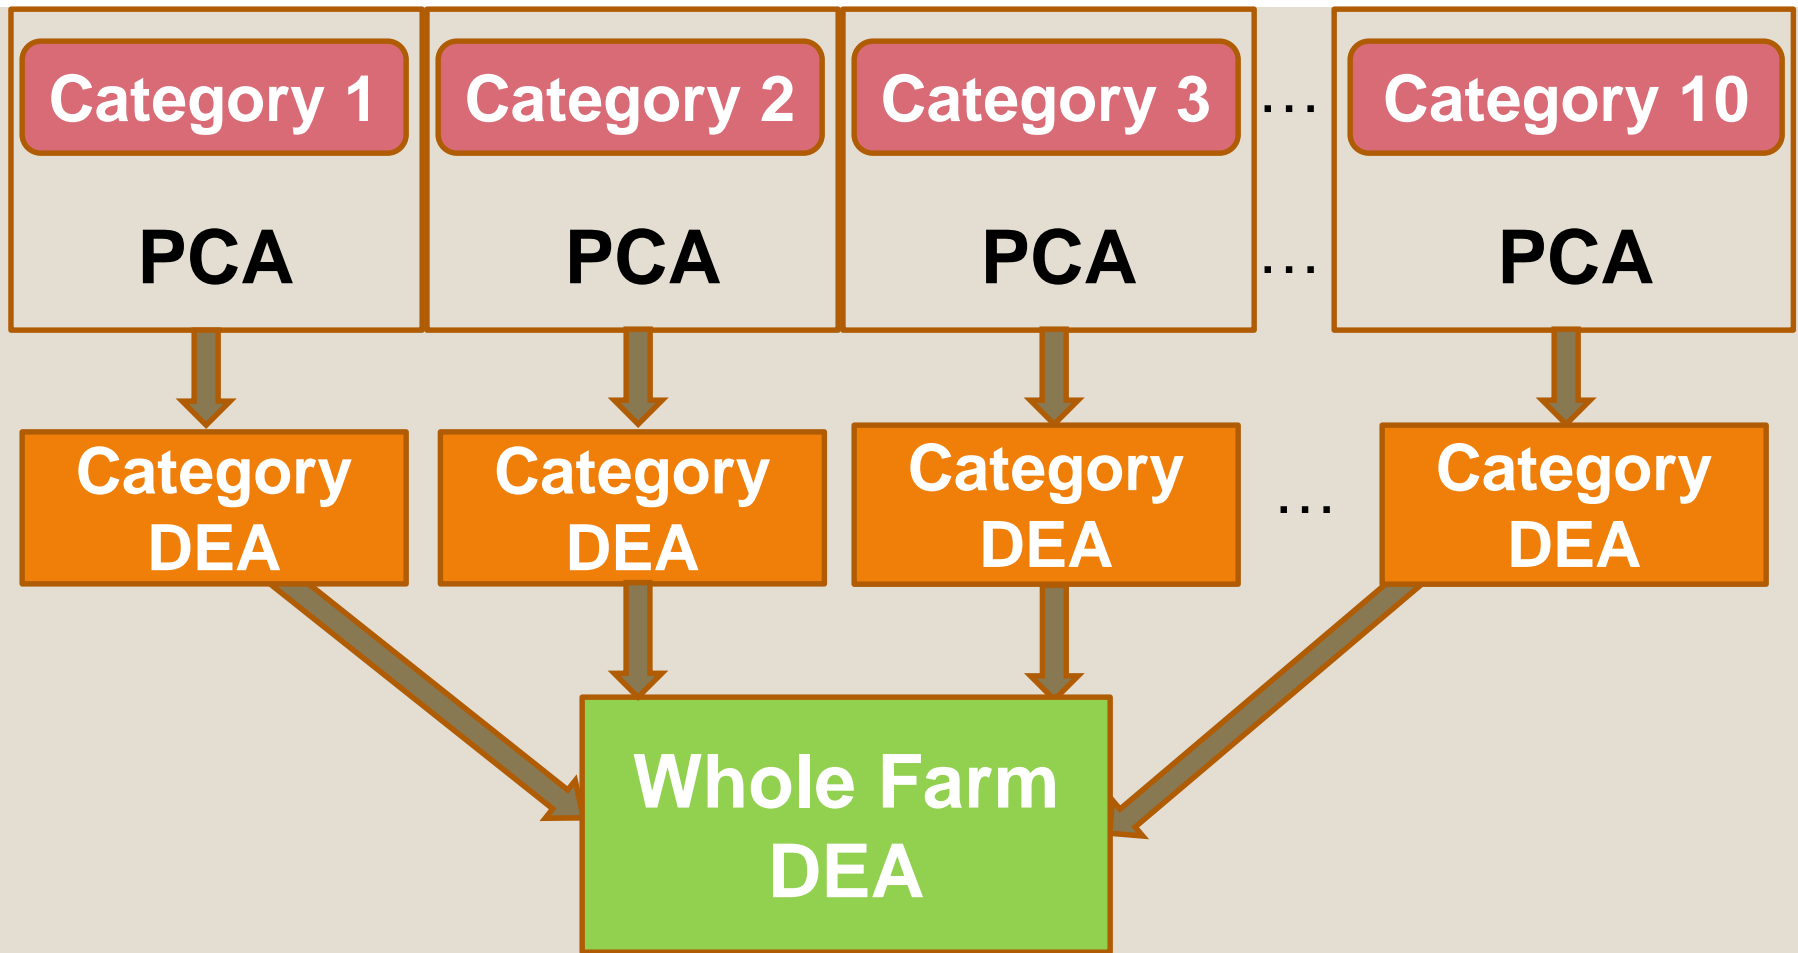 Category 1
Category 2
Category 3
...
Category 10
PCA
PCA
PCA
...
PCA
Category
DEA
Category
DEA
Category
DEA
...
Category
DEA
Whole Farm
DEA